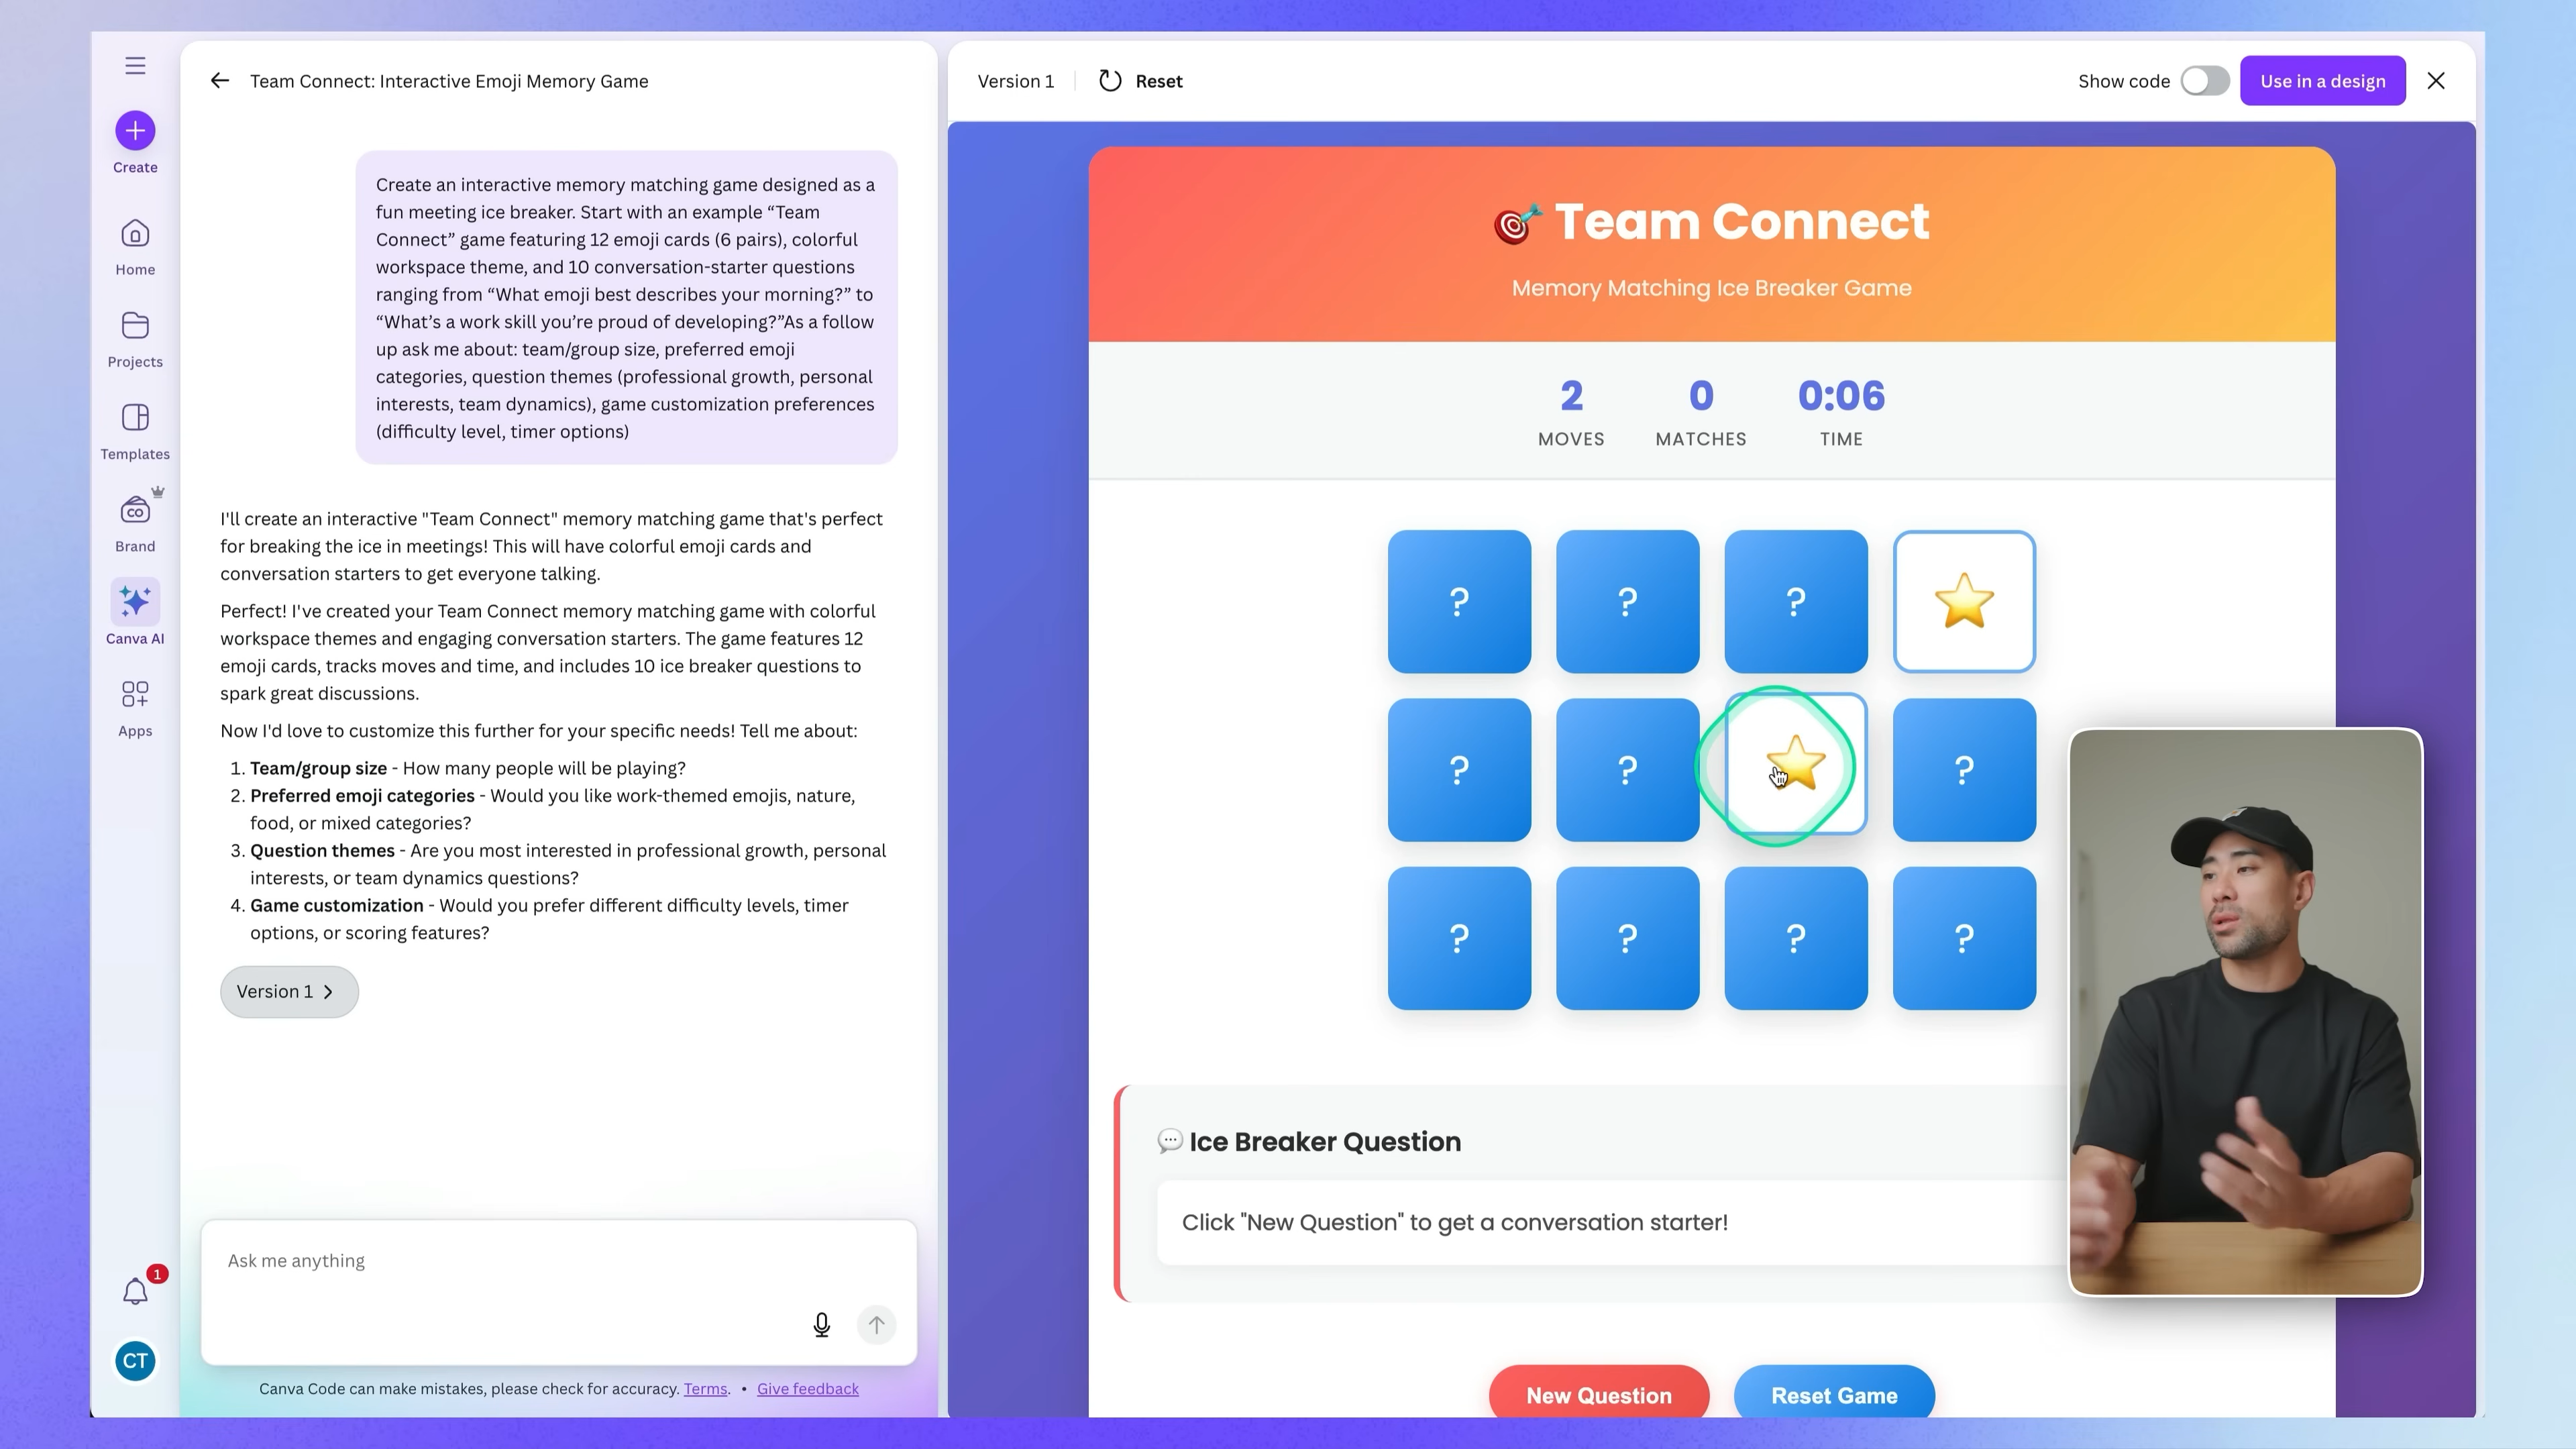 Create
Home
Projects
Templates
CO
Brand
Canva AI
Apps
1
CT
Team Connect: Interactive Emoji Memory Game
Create an interactive memory matching game designed as a
fun meeting ice breaker. Start with an example “Team
Connect” game featuring 12 emoji cards (6 pairs), colorful
workspace theme, and 10 conversation-starter questions
ranging from “What emoji best describes your morning?” to
“What’s a work skill you’re proud of developing?”As a follow
up ask me about: team/group size, preferred emoji
categories, question themes (professional growth, personal
interests, team dynamics), game customization preferences
(difficulty level, timer options)
I'll create an interactive "Team Connect" memory matching game that's perfect
for breaking the ice in meetings! This will have colorful emoji cards and
conversation starters to get everyone talking.
Perfect! I've created your Team Connect memory matching game with colorful
workspace themes and engaging conversation starters. The game features 12
emoji cards, tracks moves and time, and includes 10 ice breaker questions to
spark great discussions.
Now I'd love to customize this further for your specific needs! Tell me about:
1. Team/group size - How many people will be playing?
2. Preferred emoji categories - Would you like work-themed emojis, nature,
food, or mixed categories?
3. Question themes - Are you most interested in professional growth, personal
interests, or team dynamics questions?
4. Game customization - Would you prefer different difficulty levels, timer
options, or scoring features?
Version 1
Ask me anything
Canva Code can make mistakes, please check for accuracy. Terms. • Give feedback
Version 1 Reset Show code Use in a design
Team Connect
Memory Matching Ice Breaker Game
2 0 0:06
MOVES MATCHES TIME
? ? ?
? ? ?
? ? ? ?
Ice Breaker Question
Click "New Question" to get a conversation starter!
New Question Reset Game